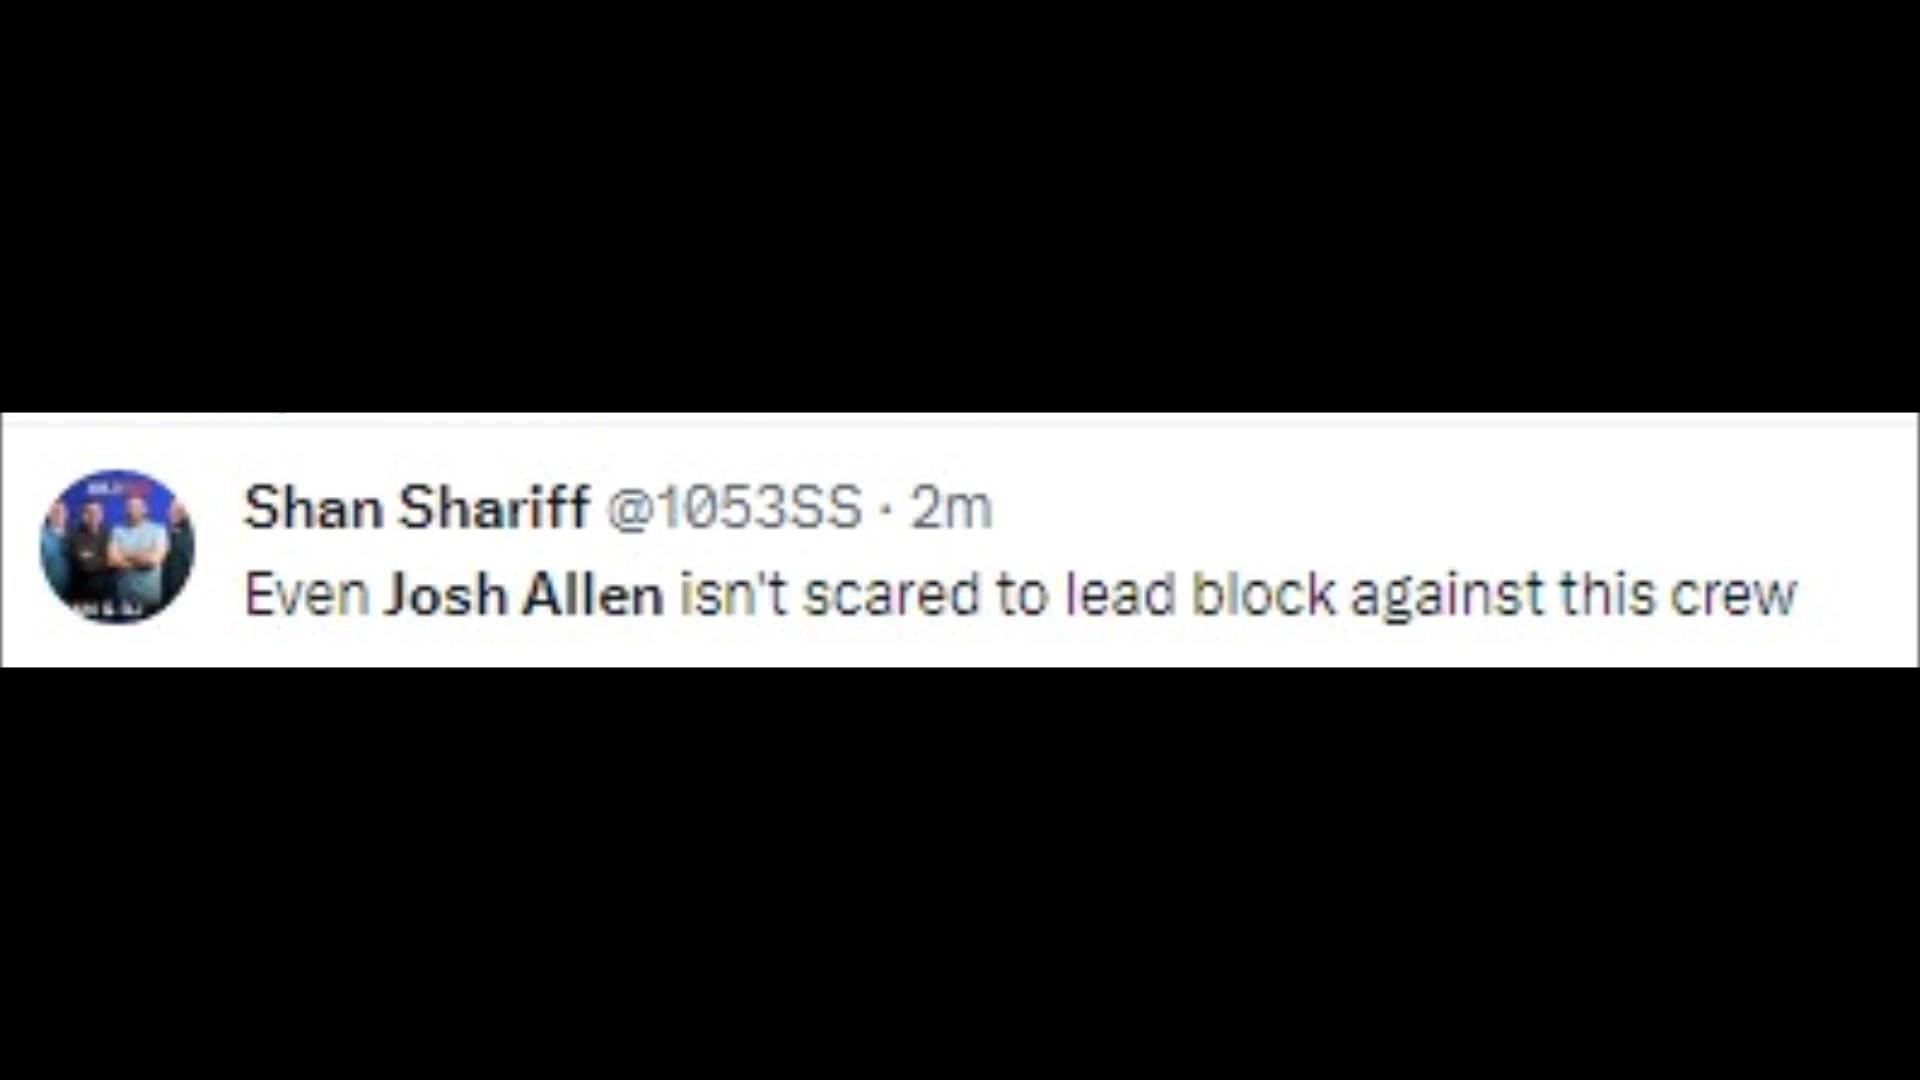 Shan Shariff @1053SS · 2m
Even Josh Allen isn't scared to lead block against this crew